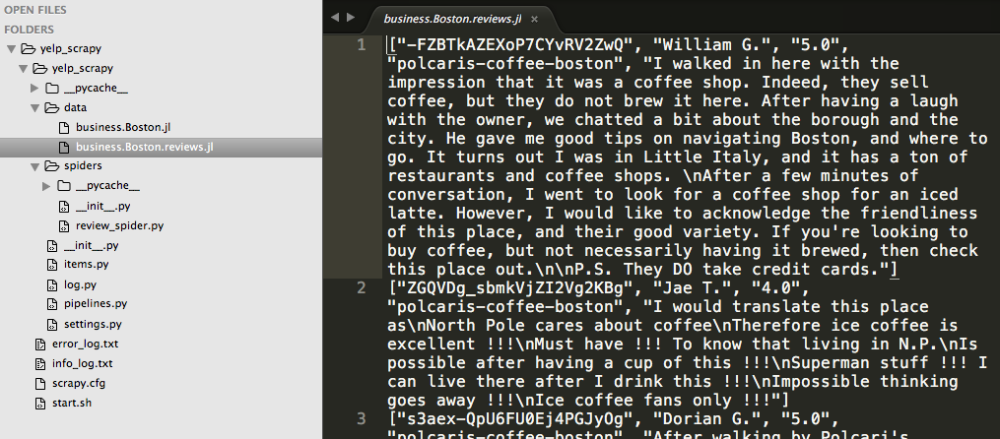 OPEN FILES
FOLDERS
yelp_scrapy
yelp_scrapy
__pycache__
data
business.Boston.jl
business.Boston.reviews.jl
spiders
__pycache__
__init__.py
review_spider.py
__init__.py
items.py
log.py
pipelines.py
settings.py
error_log.txt
info_log.txt
scrapy.cfg
start.sh
business.Boston.reviews.jl ×
1 ["-FZBTkAZEXoP7CYvRV2ZwQ", "William G.", "5.0",
"polcaris-coffee-boston", "I walked in here with the
impression that it was a coffee shop. Indeed, they sell
coffee, but they do not brew it here. After having a laugh
with the owner, we chatted a bit about the borough and the
city. He gave me good tips on navigating Boston, and where to
go. It turns out I was in Little Italy, and it has a ton of
restaurants and coffee shops. \nAfter a few minutes of
conversation, I went to look for a coffee shop for an iced
latte. However, I would like to acknowledge the friendliness
of this place, and their good variety. If you're looking to
buy coffee, but not necessarily having it brewed, then check
this place out.\n\nP.S. They DO take credit cards."]
2 ["ZGQVDg_sbmkVjZI2Vg2KBg", "Jae T.", "4.0",
"polcaris-coffee-boston", "I would translate this place
as\nNorth Pole cares about coffee\nTherefore ice coffee is
excellent !!!\nMust have !!! To know that living in N.P.\nIs
possible after having a cup of this !!!\nSuperman stuff !!! I
can live there after I drink this !!!\nImpossible thinking
goes away !!!\nIce coffee fans only !!!"]
3 ["s3aex-QpU6FU0Ej4PGJyOg", "Dorian G.", "5.0",
"polcaris-coffee-boston", "After walking by Polcari's